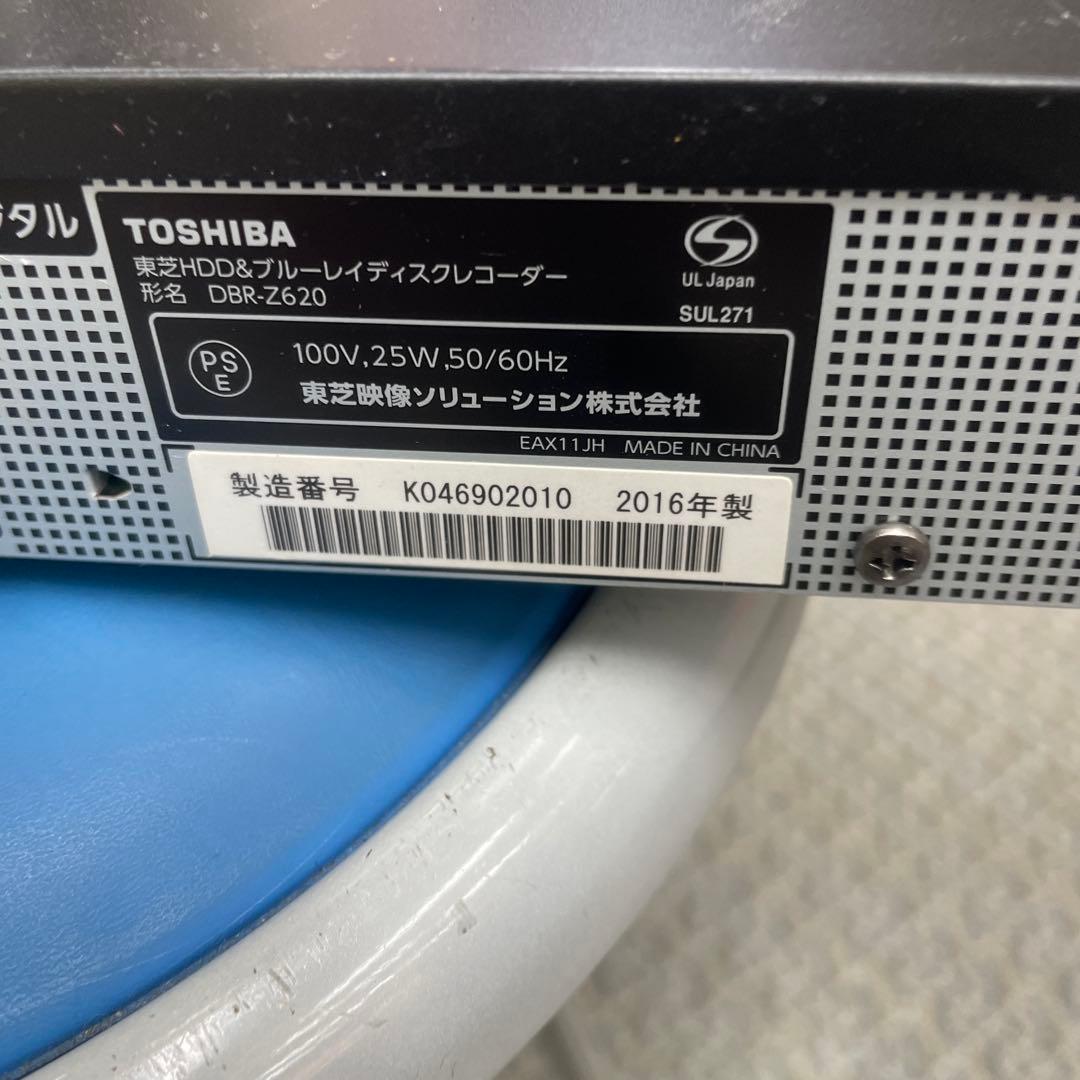 タル
TOSHIBA
東芝HDD&ブルーレイディスクレコーダー
形名 DBR-Z620
UL Japan
SUL271
PS
E
100V,25W,50/60Hz
東芝映像ソリューション株式会社
EAX11JH MADE IN CHINA
製造番号 K046902010 2016年製